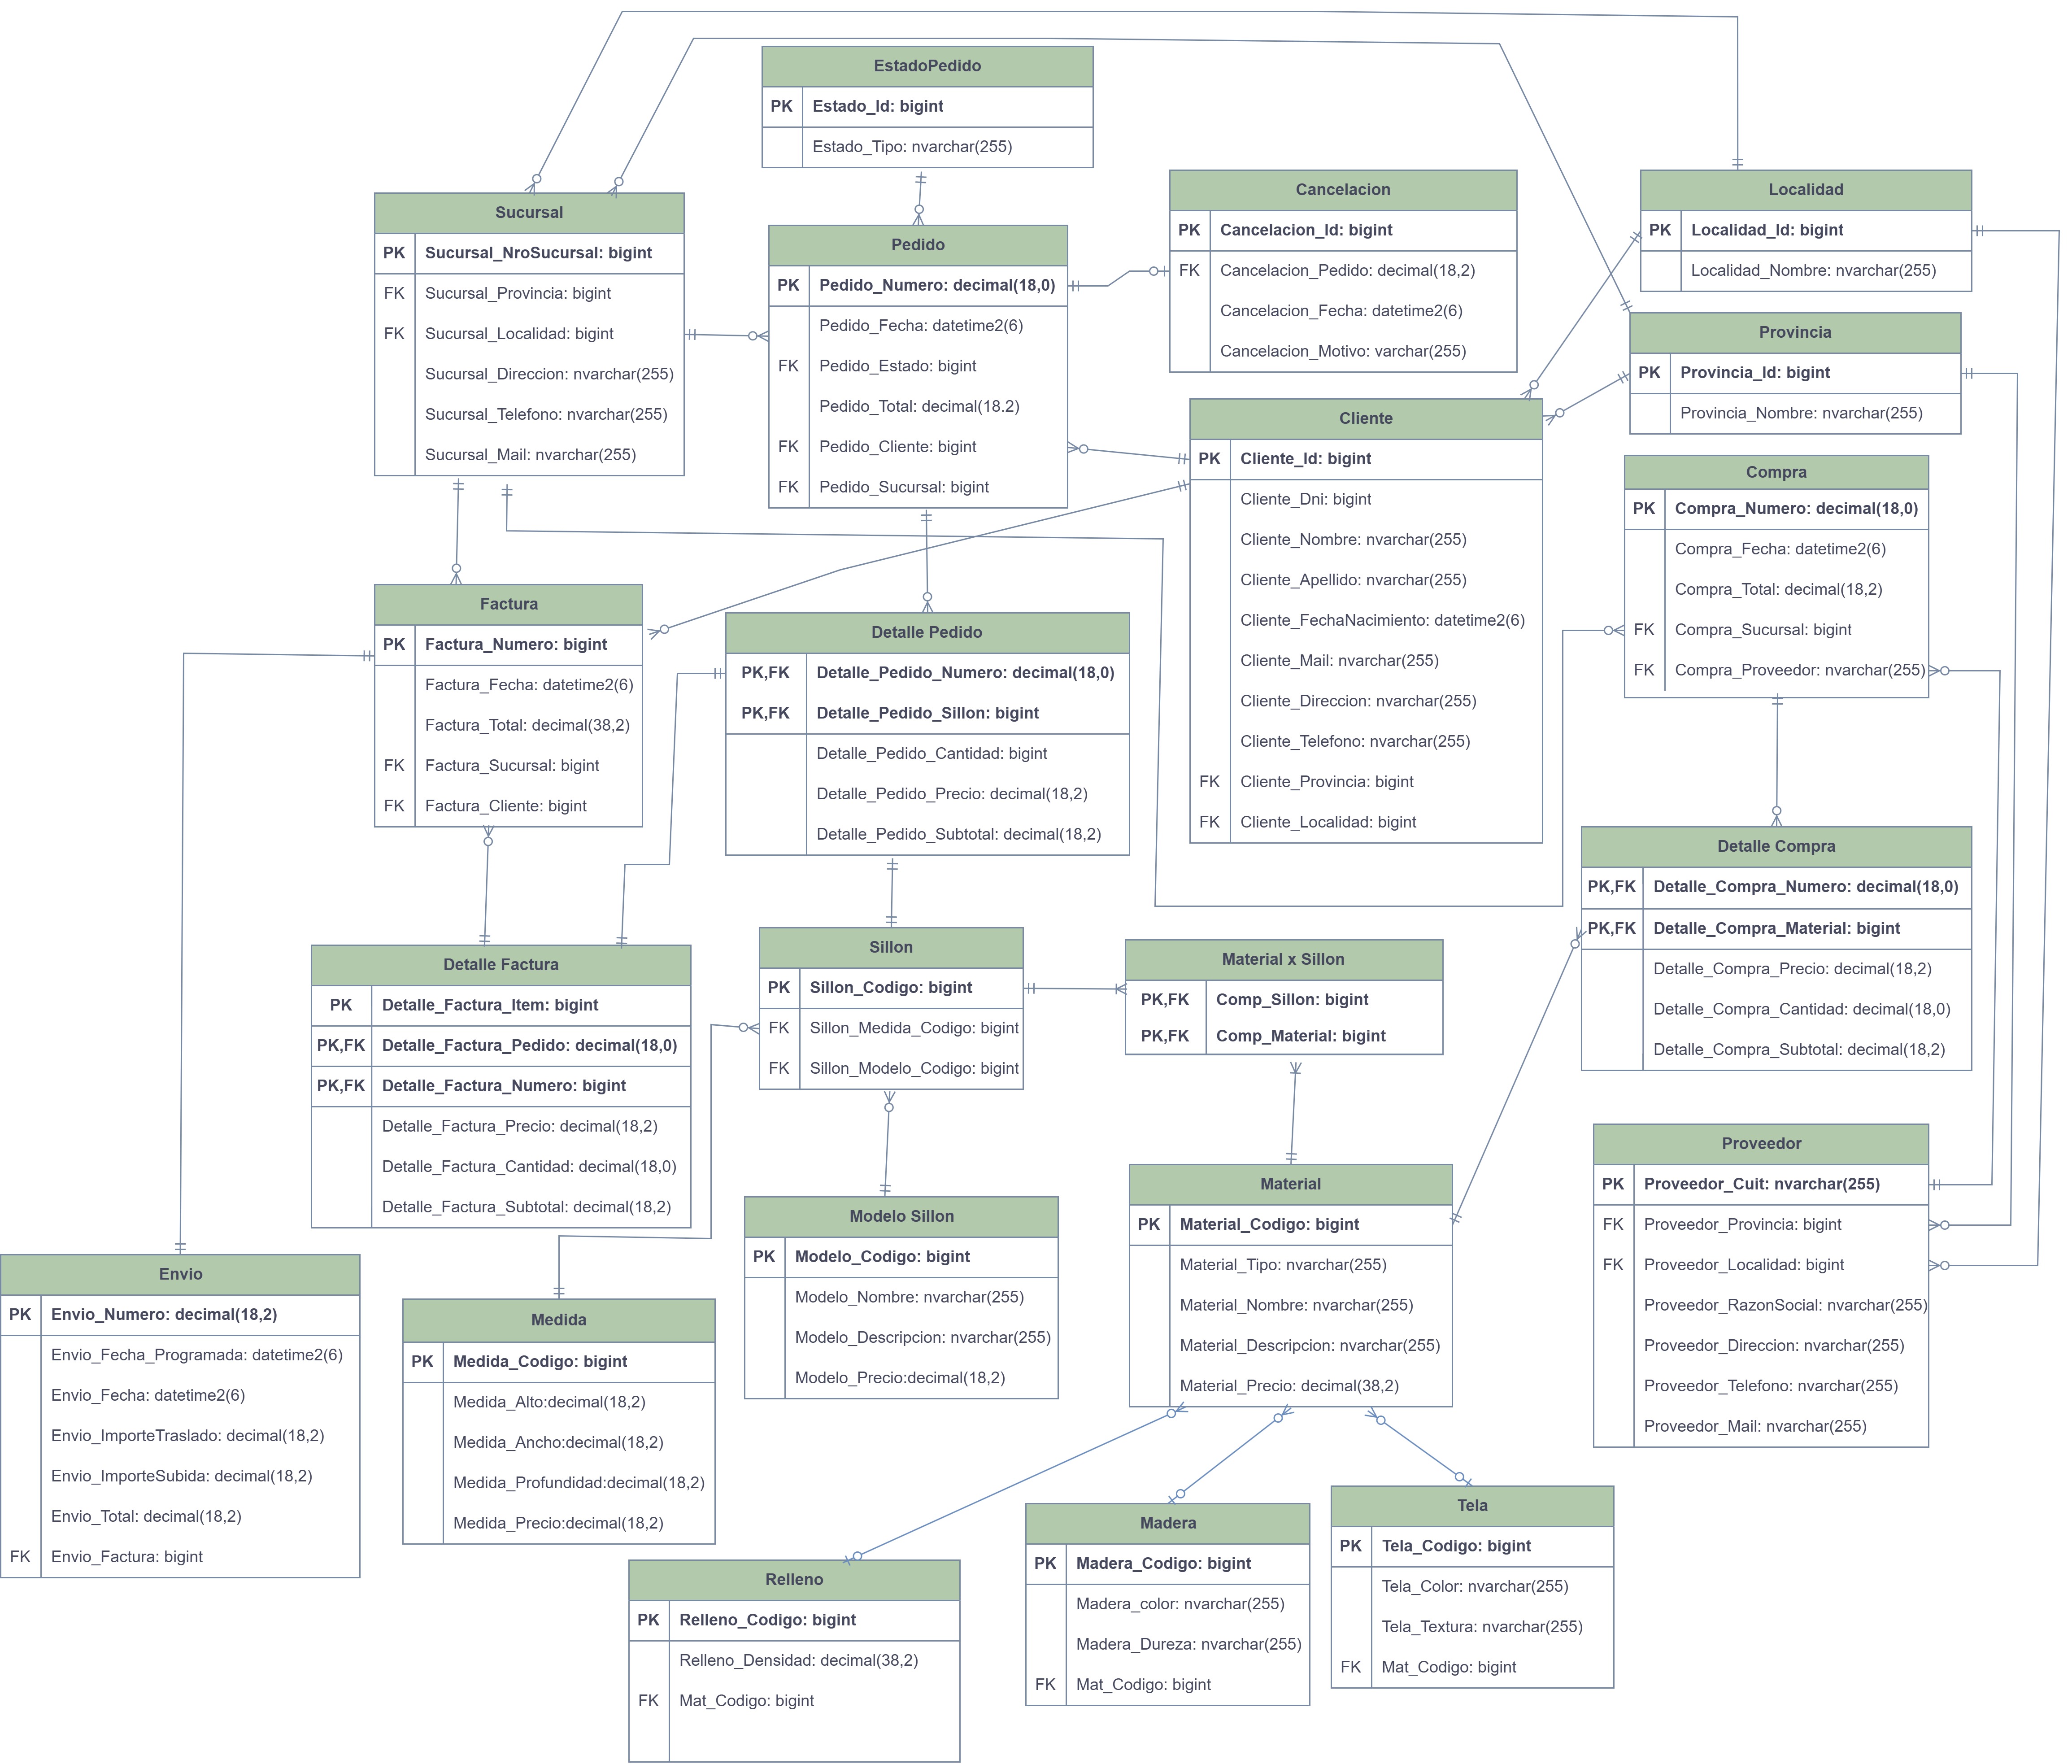 EstadoPedido
PK Estado_Id: bigint
Estado_Tipo: nvarchar(255)
Sucursal
PK Sucursal_NroSucursal: bigint
FK Sucursal_Provincia: bigint
FK Sucursal_Localidad: bigint
Sucursal_Direccion: nvarchar(255)
Sucursal_Telefono: nvarchar(255)
Sucursal_Mail: nvarchar(255)
Pedido
PK Pedido_Numero: decimal(18,0)
Pedido_Fecha: datetime2(6)
FK Pedido_Estado: bigint
Pedido_Total: decimal(18.2)
FK Pedido_Cliente: bigint
FK Pedido_Sucursal: bigint
Cancelacion
PK Cancelacion_Id: bigint
FK Cancelacion_Pedido: decimal(18,2)
Cancelacion_Fecha: datetime2(6)
Cancelacion_Motivo: varchar(255)
Localidad
PK Localidad_Id: bigint
Localidad_Nombre: nvarchar(255)
Provincia
PK Provincia_Id: bigint
Provincia_Nombre: nvarchar(255)
Cliente
PK Cliente_Id: bigint
Cliente_Dni: bigint
Cliente_Nombre: nvarchar(255)
Cliente_Apellido: nvarchar(255)
Cliente_FechaNacimiento: datetime2(6)
Cliente_Mail: nvarchar(255)
Cliente_Direccion: nvarchar(255)
Cliente_Telefono: nvarchar(255)
FK Cliente_Provincia: bigint
FK Cliente_Localidad: bigint
Compra
PK Compra_Numero: decimal(18,0)
Compra_Fecha: datetime2(6)
Compra_Total: decimal(18,2)
FK Compra_Sucursal: bigint
FK Compra_Proveedor: nvarchar(255)
Factura
PK Factura_Numero: bigint
Factura_Fecha: datetime2(6)
Factura_Total: decimal(38,2)
FK Factura_Sucursal: bigint
FK Factura_Cliente: bigint
Detalle Pedido
PK,FK Detalle_Pedido_Numero: decimal(18,0)
PK,FK Detalle_Pedido_Sillon: bigint
Detalle_Pedido_Cantidad: bigint
Detalle_Pedido_Precio: decimal(18,2)
Detalle_Pedido_Subtotal: decimal(18,2)
Detalle Compra
PK,FK Detalle_Compra_Numero: decimal(18,0)
PK,FK Detalle_Compra_Material: bigint
Detalle_Compra_Precio: decimal(18,2)
Detalle_Compra_Cantidad: decimal(18,0)
Detalle_Compra_Subtotal: decimal(18,2)
Detalle Factura
PK Detalle_Factura_Item: bigint
PK,FK Detalle_Factura_Pedido: decimal(18,0)
PK,FK Detalle_Factura_Numero: bigint
Detalle_Factura_Precio: decimal(18,2)
Detalle_Factura_Cantidad: decimal(18,0)
Detalle_Factura_Subtotal: decimal(18,2)
Sillon
PK Sillon_Codigo: bigint
FK Sillon_Medida_Codigo: bigint
FK Sillon_Modelo_Codigo: bigint
Material x Sillon
PK,FK Comp_Sillon: bigint
PK,FK Comp_Material: bigint
Proveedor
PK Proveedor_Cuit: nvarchar(255)
FK Proveedor_Provincia: bigint
FK Proveedor_Localidad: bigint
Proveedor_RazonSocial: nvarchar(255)
Proveedor_Direccion: nvarchar(255)
Proveedor_Telefono: nvarchar(255)
Proveedor_Mail: nvarchar(255)
Modelo Sillon
PK Modelo_Codigo: bigint
Modelo_Nombre: nvarchar(255)
Modelo_Descripcion: nvarchar(255)
Modelo_Precio:decimal(18,2)
Material
PK Material_Codigo: bigint
Material_Tipo: nvarchar(255)
Material_Nombre: nvarchar(255)
Material_Descripcion: nvarchar(255)
Material_Precio: decimal(38,2)
Envio
PK Envio_Numero: decimal(18,2)
Envio_Fecha_Programada: datetime2(6)
Envio_Fecha: datetime2(6)
Envio_ImporteTraslado: decimal(18,2)
Envio_ImporteSubida: decimal(18,2)
Envio_Total: decimal(18,2)
FK Envio_Factura: bigint
Medida
PK Medida_Codigo: bigint
Medida_Alto:decimal(18,2)
Medida_Ancho:decimal(18,2)
Medida_Profundidad:decimal(18,2)
Medida_Precio:decimal(18,2)
Relleno
PK Relleno_Codigo: bigint
Relleno_Densidad: decimal(38,2)
FK Mat_Codigo: bigint
Madera
PK Madera_Codigo: bigint
Madera_color: nvarchar(255)
Madera_Dureza: nvarchar(255)
FK Mat_Codigo: bigint
Tela
PK Tela_Codigo: bigint
Tela_Color: nvarchar(255)
Tela_Textura: nvarchar(255)
FK Mat_Codigo: bigint